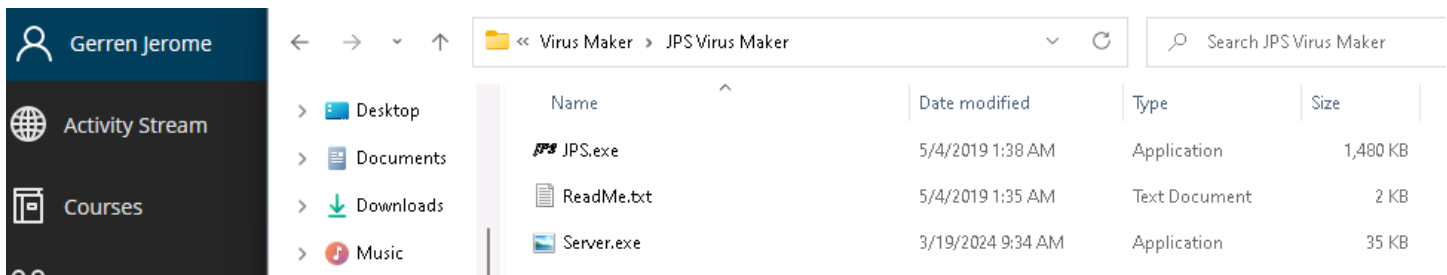 Gerren Jerome
Activity Stream
Courses
« Virus Maker > JPS Virus Maker
Search JPS Virus Maker
Desktop
Documents
Downloads
Music
Name Date modified Type Size
JPS JPS.exe 5/4/2019 1:38 AM Application 1,480 KB
ReadMe.txt 5/4/2019 1:35 AM Text Document 2 KB
Server.exe 3/19/2024 9:34 AM Application 35 KB